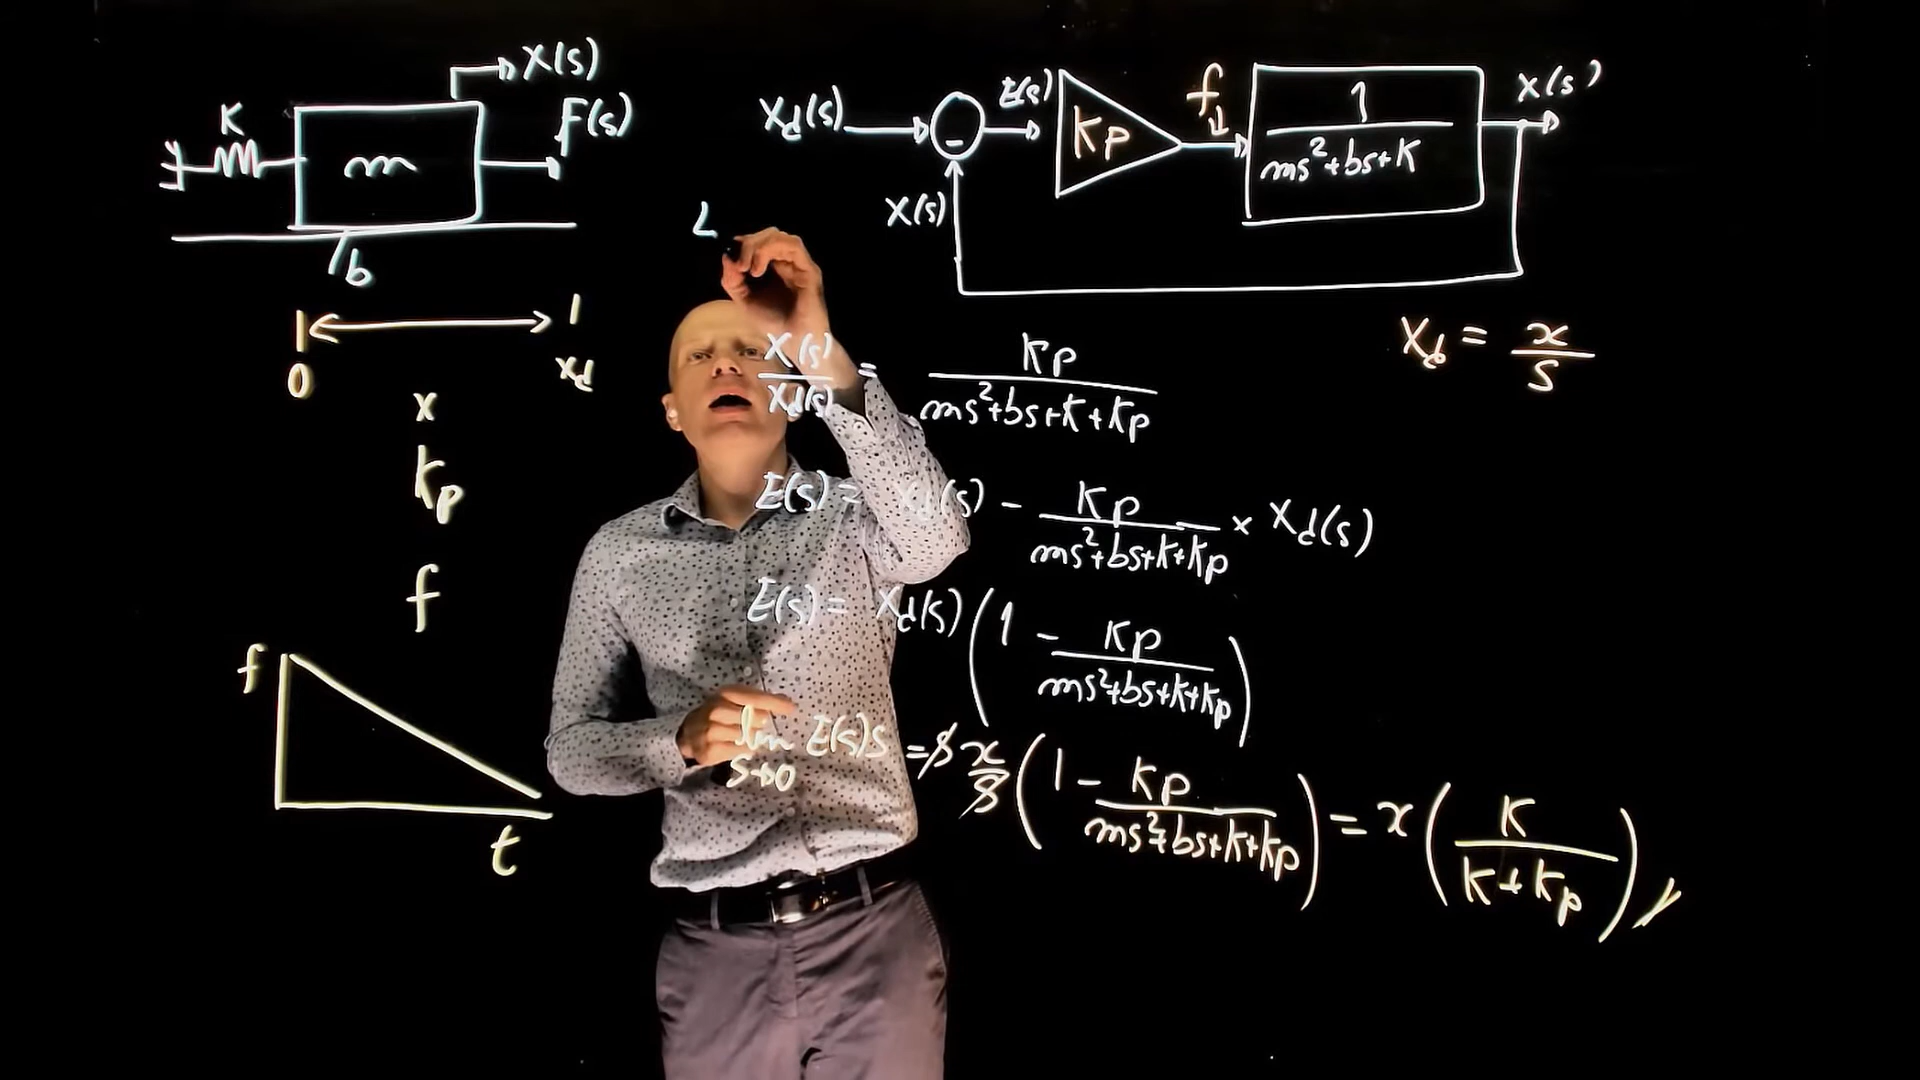 X(s)
F(s)
K
m
b
0 1
xd
x
Kp
f
f
t
Xd(s) - E(s) Kp f 1/(ms²+bs+K) X(s)
X(s)
L
Xd = x/s
X(s)/Xd(s) = Kp/(ms²+bs+K+Kp)
E(s) = Xd(s) - Kp/(ms²+bs+K+Kp) × Xd(s)
E(s) = Xd(s) (1 - Kp/(ms²+bs+K+Kp))
lim s→0 E(s)s = s x/s (1 - Kp/(ms²+bs+K+Kp)) = x (K/(K+Kp))